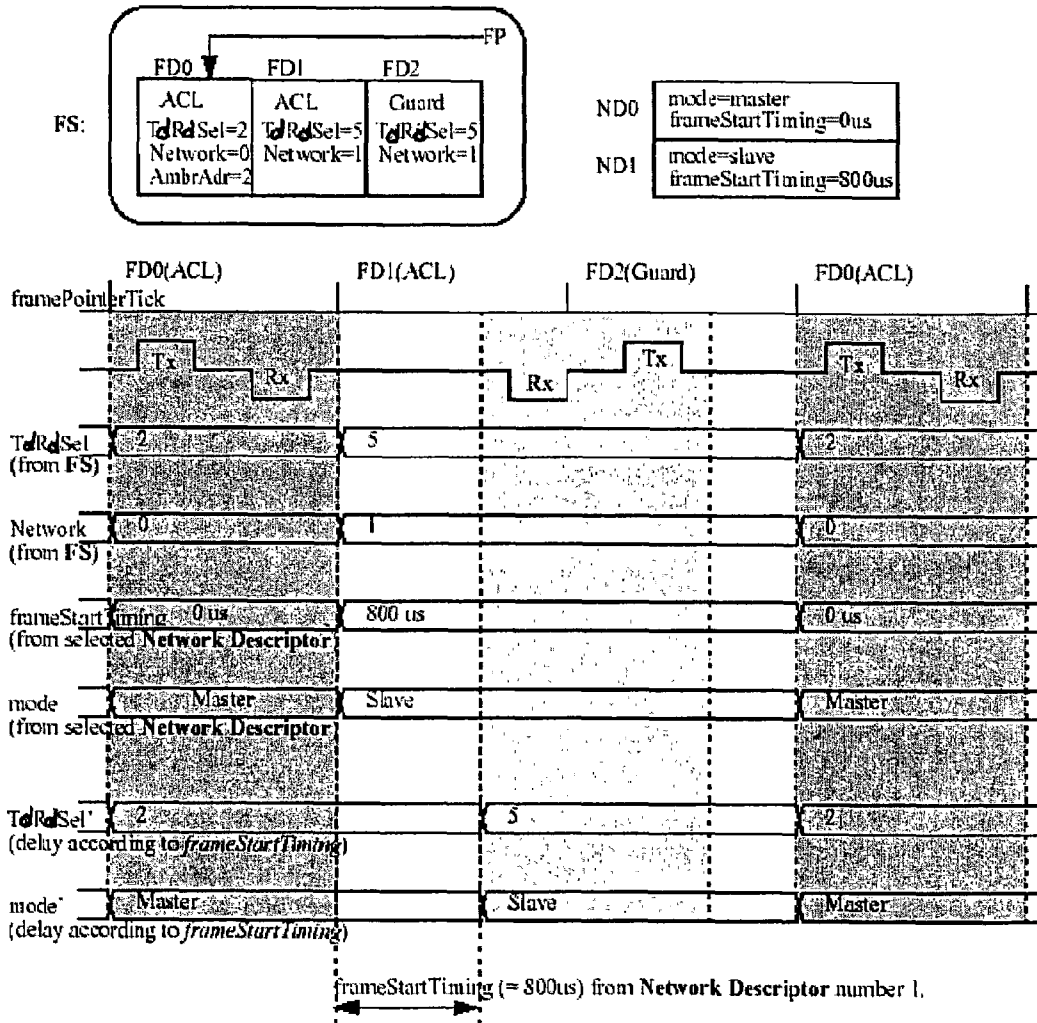 FP
FD0 FD1 FD2
FS:
ACL ACL Guard
TdRdSel=2 TdRdSel=5 TdRdSel=5
Network=0 Network=1 Network=1
AmbrAdr=2
ND0 mode=master
frameStartTiming=0us
ND1 mode=slave
frameStartTiming=800us
FD0(ACL) FD1(ACL) FD2(Guard) FD0(ACL)
framePointerTick
Tx Rx Rx Tx Tx Rx
TdRdSel 2 5 2
(from FS)
Network 0 1 0
(from FS)
frameStartTiming 0 us 800 us 0 us
(from selected Network Descriptor)
mode Master Slave Master
(from selected Network Descriptor)
TdRdSel' 2 5 2
(delay according to frameStartTiming)
mode' Master Slave Master
(delay according to frameStartTiming)
frameStartTiming (= 800us) from Network Descriptor number 1.